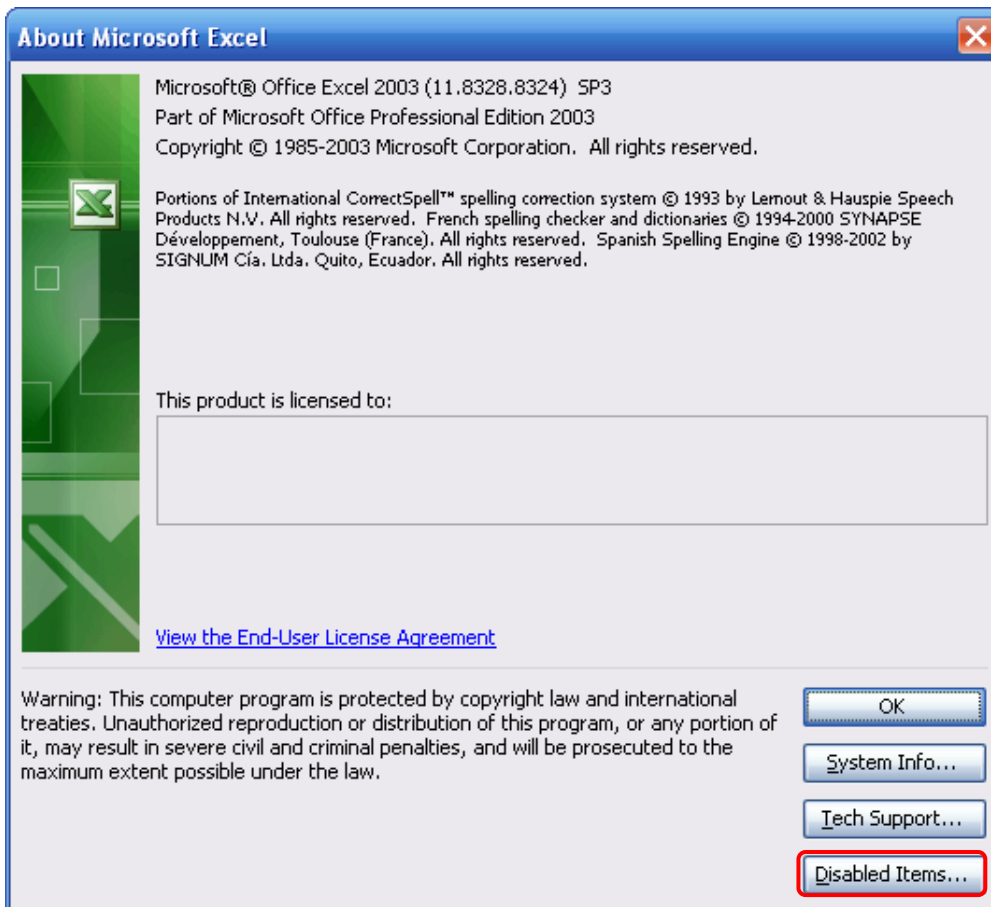 About Microsoft Excel
Microsoft® Office Excel 2003 (11.8328.8324) SP3
Part of Microsoft Office Professional Edition 2003
Copyright © 1985-2003 Microsoft Corporation. All rights reserved.
Portions of International CorrectSpell™ spelling correction system © 1993 by Lernout & Hauspie Speech
Products N.V. All rights reserved. French spelling checker and dictionaries © 1994-2000 SYNAPSE
Développement, Toulouse (France). All rights reserved. Spanish Spelling Engine © 1998-2002 by
SIGNUM Cía. Ltda. Quito, Ecuador. All rights reserved.
This product is licensed to:
View the End-User License Agreement
Warning: This computer program is protected by copyright law and international
treaties. Unauthorized reproduction or distribution of this program, or any portion of
it, may result in severe civil and criminal penalties, and will be prosecuted to the
maximum extent possible under the law.
OK
System Info...
Tech Support...
Disabled Items...